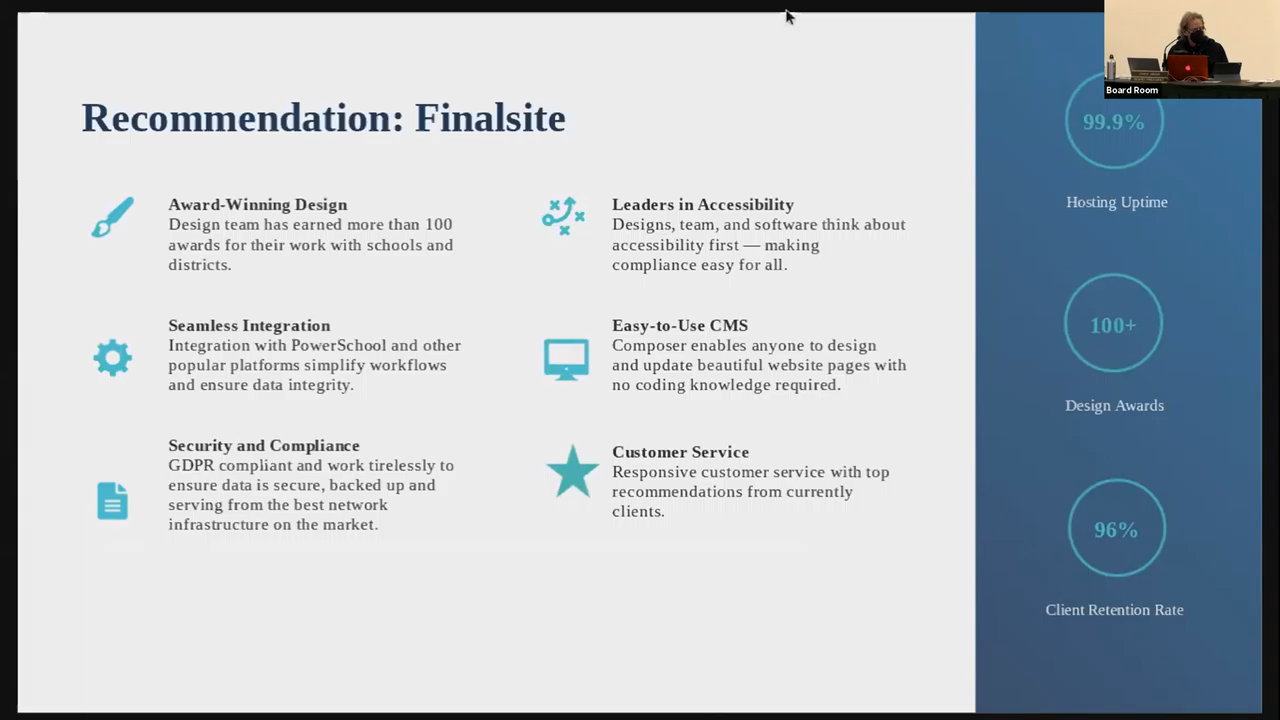 Recommendation: Finalsite
Award-Winning Design
Design team has earned more than 100
awards for their work with schools and
districts.
Leaders in Accessibility
Designs, team, and software think about
accessibility first — making
compliance easy for all.
Seamless Integration
Integration with PowerSchool and other
popular platforms simplify workflows
and ensure data integrity.
Easy-to-Use CMS
Composer enables anyone to design
and update beautiful website pages with
no coding knowledge required.
Security and Compliance
GDPR compliant and work tirelessly to
ensure data is secure, backed up and
serving from the best network
infrastructure on the market.
Customer Service
Responsive customer service with top
recommendations from currently
clients.
Board Room
99.9%
Hosting Uptime
100+
Design Awards
96%
Client Retention Rate